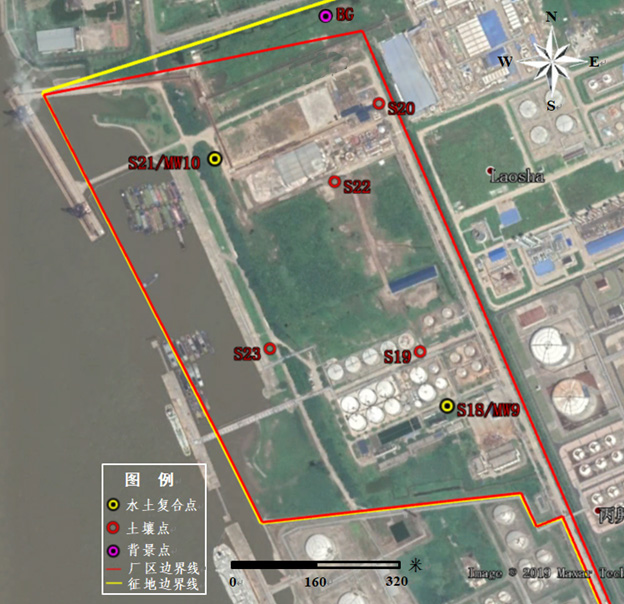 BG
N
W E
S
S20
S21/MW10
Laosha
S22
S23
S19
S18/MW9
图 例
水土复合点
土壤点
背景点
厂区边界线
征地边界线
米
0 160 320
Image © 2019 Maxar Tech